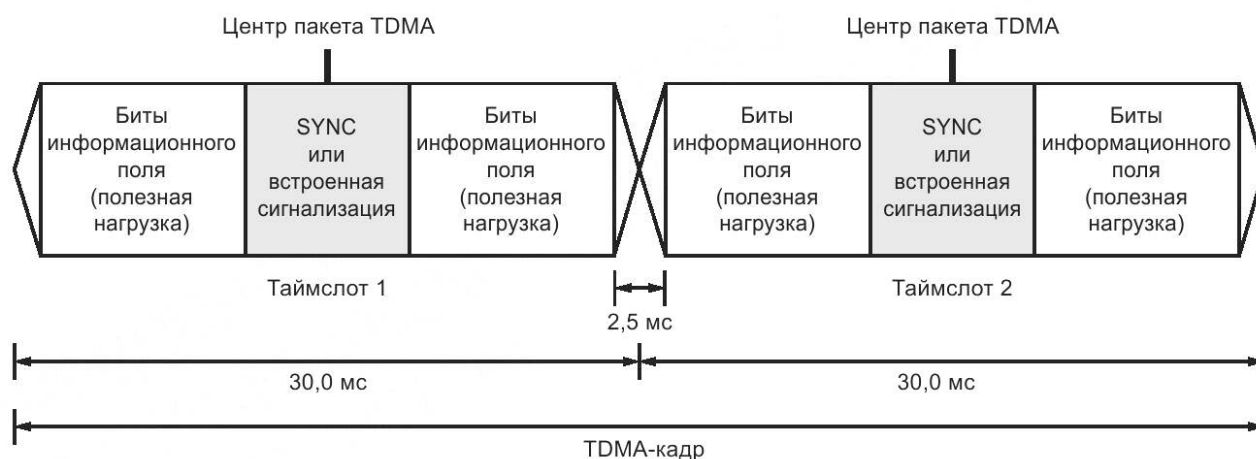 Центр пакета TDMA
Центр пакета TDMA
Биты
информационного
поля
(полезная
нагрузка)
SYNC
или
встроенная
сигнализация
Биты
информационного
поля
(полезная
нагрузка)
Биты
информационного
поля
(полезная
нагрузка)
SYNC
или
встроенная
сигнализация
Биты
информационного
поля
(полезная
нагрузка)
Таймслот 1
Таймслот 2
2,5 мс
30,0 мс
30,0 мс
TDMA-кадр